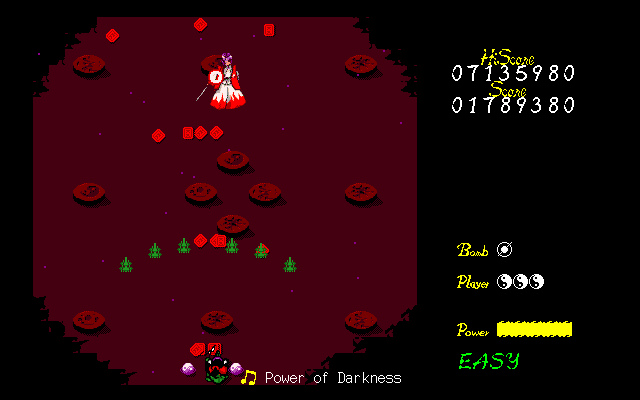 HiScore
07135980
Score
01789380
Bomb
Player
Power
EASY
Power of Darkness